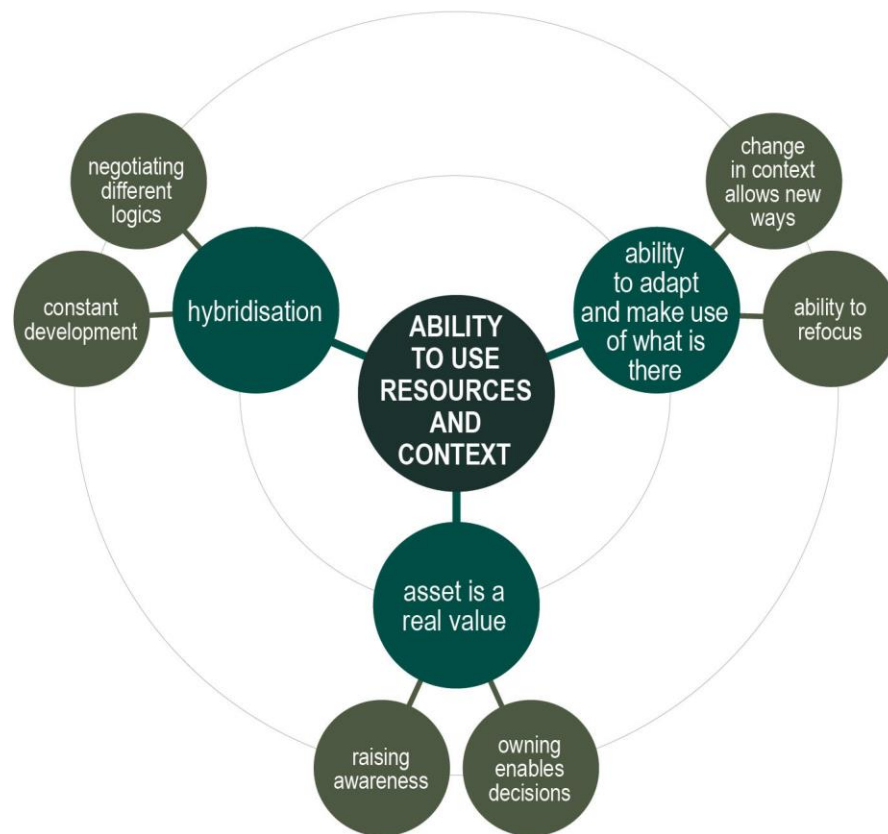 negotiating
different
logics
constant
development
hybridisation
ABILITY
TO USE
RESOURCES
AND
CONTEXT
ability
to adapt
and make use
of what is
there
change
in context
allows new
ways
ability to
refocus
asset is a
real value
raising
awareness
owning
enables
decisions